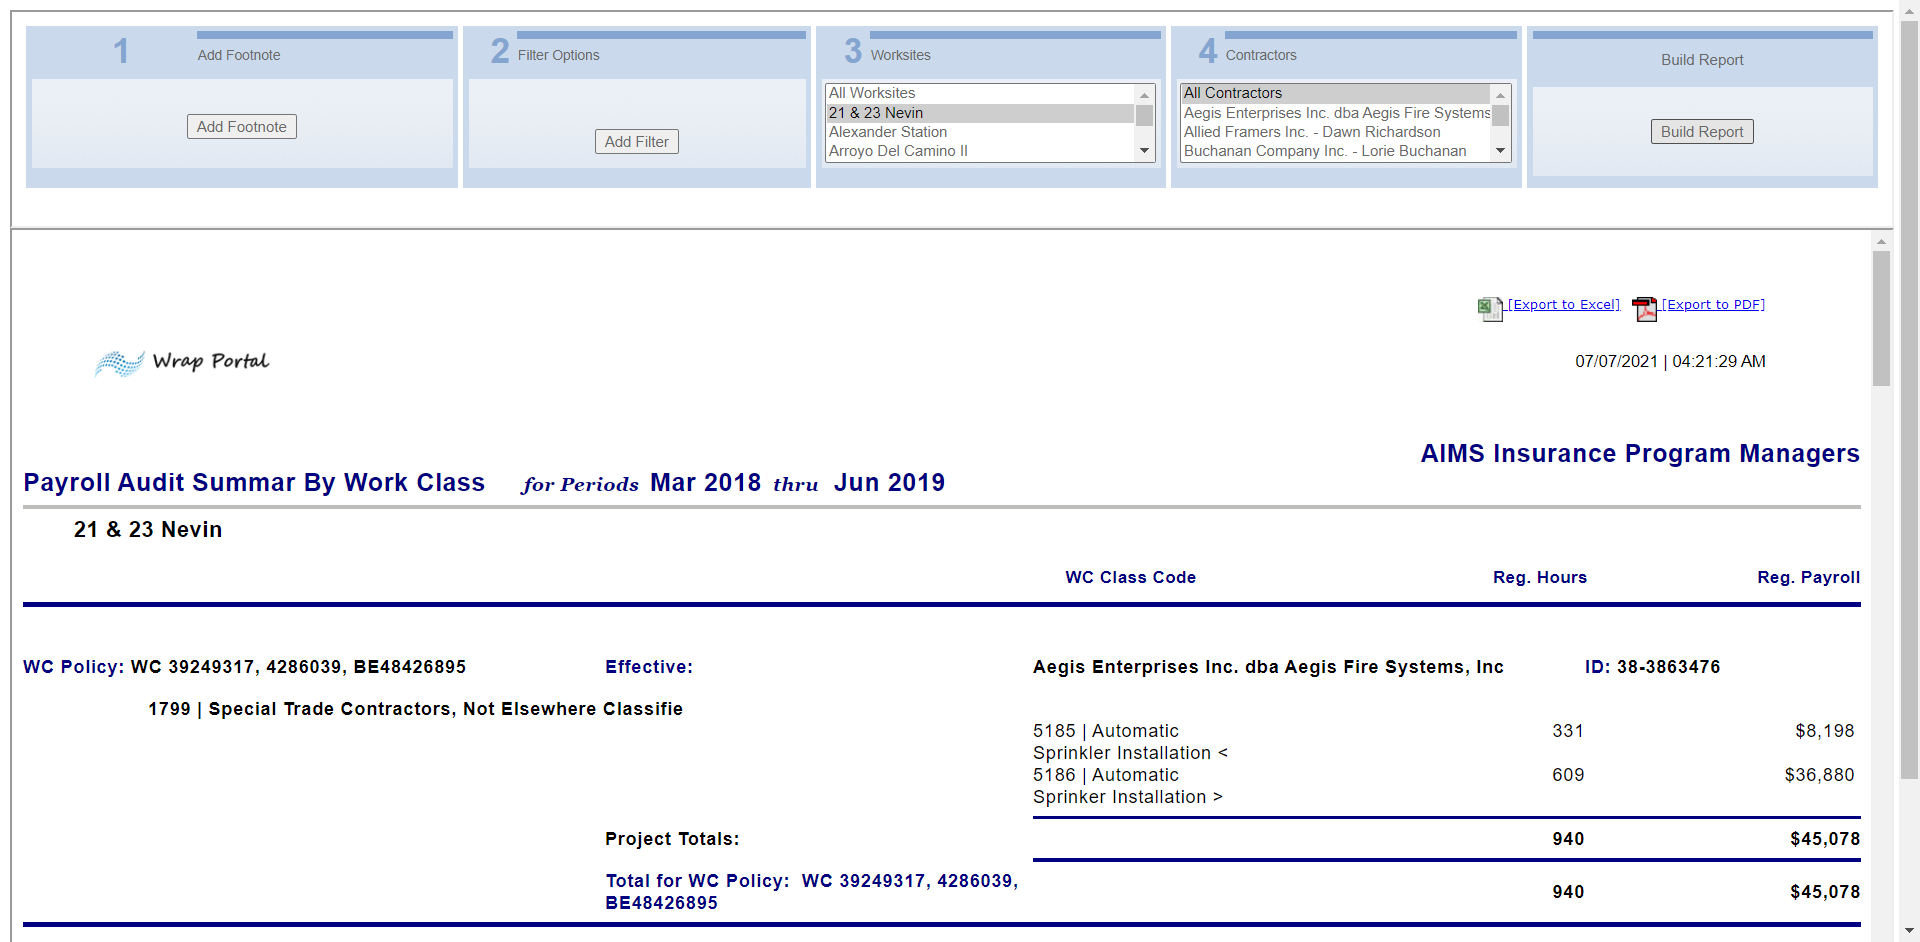 1 Add Footnote 2 Filter Options 3 Worksites 4 Contractors Build Report
All Worksites All Contractors
21 & 23 Nevin Aegis Enterprises Inc. dba Aegis Fire Systems
Add Footnote Add Filter Alexander Station Allied Framers Inc. - Dawn Richardson Build Report
Arroyo Del Camino II Buchanan Company Inc. - Lorie Buchanan
[Export to Excel] [Export to PDF]
Wrap Portal 07/07/2021 | 04:21:29 AM
AIMS Insurance Program Managers
Payroll Audit Summar By Work Class for Periods Mar 2018 thru Jun 2019
21 & 23 Nevin
WC Class Code Reg. Hours Reg. Payroll
WC Policy: WC 39249317, 4286039, BE48426895 Effective: Aegis Enterprises Inc. dba Aegis Fire Systems, Inc ID: 38-3863476
1799 | Special Trade Contractors, Not Elsewhere Classifie
5185 | Automatic 331 $8,198
Sprinkler Installation <
5186 | Automatic 609 $36,880
Sprinker Installation >
Project Totals: 940 $45,078
Total for WC Policy: WC 39249317, 4286039, 940 $45,078
BE48426895